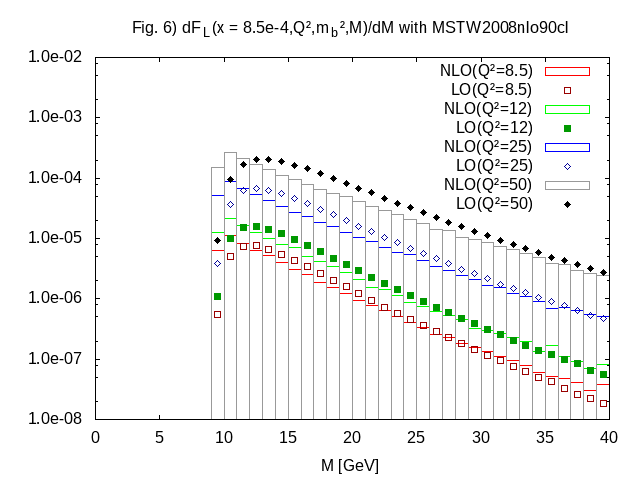 Fig. 6) dF_L(x = 8.5e-4,Q²,m_b²,M)/dM with MSTW2008nlo90cl
1.0e-02
1.0e-03
1.0e-04
1.0e-05
1.0e-06
1.0e-07
1.0e-08
NLO(Q²=8.5)
LO(Q²=8.5)
NLO(Q²=12)
LO(Q²=12)
NLO(Q²=25)
LO(Q²=25)
NLO(Q²=50)
LO(Q²=50)
0 5 10 15 20 25 30 35 40
M [GeV]